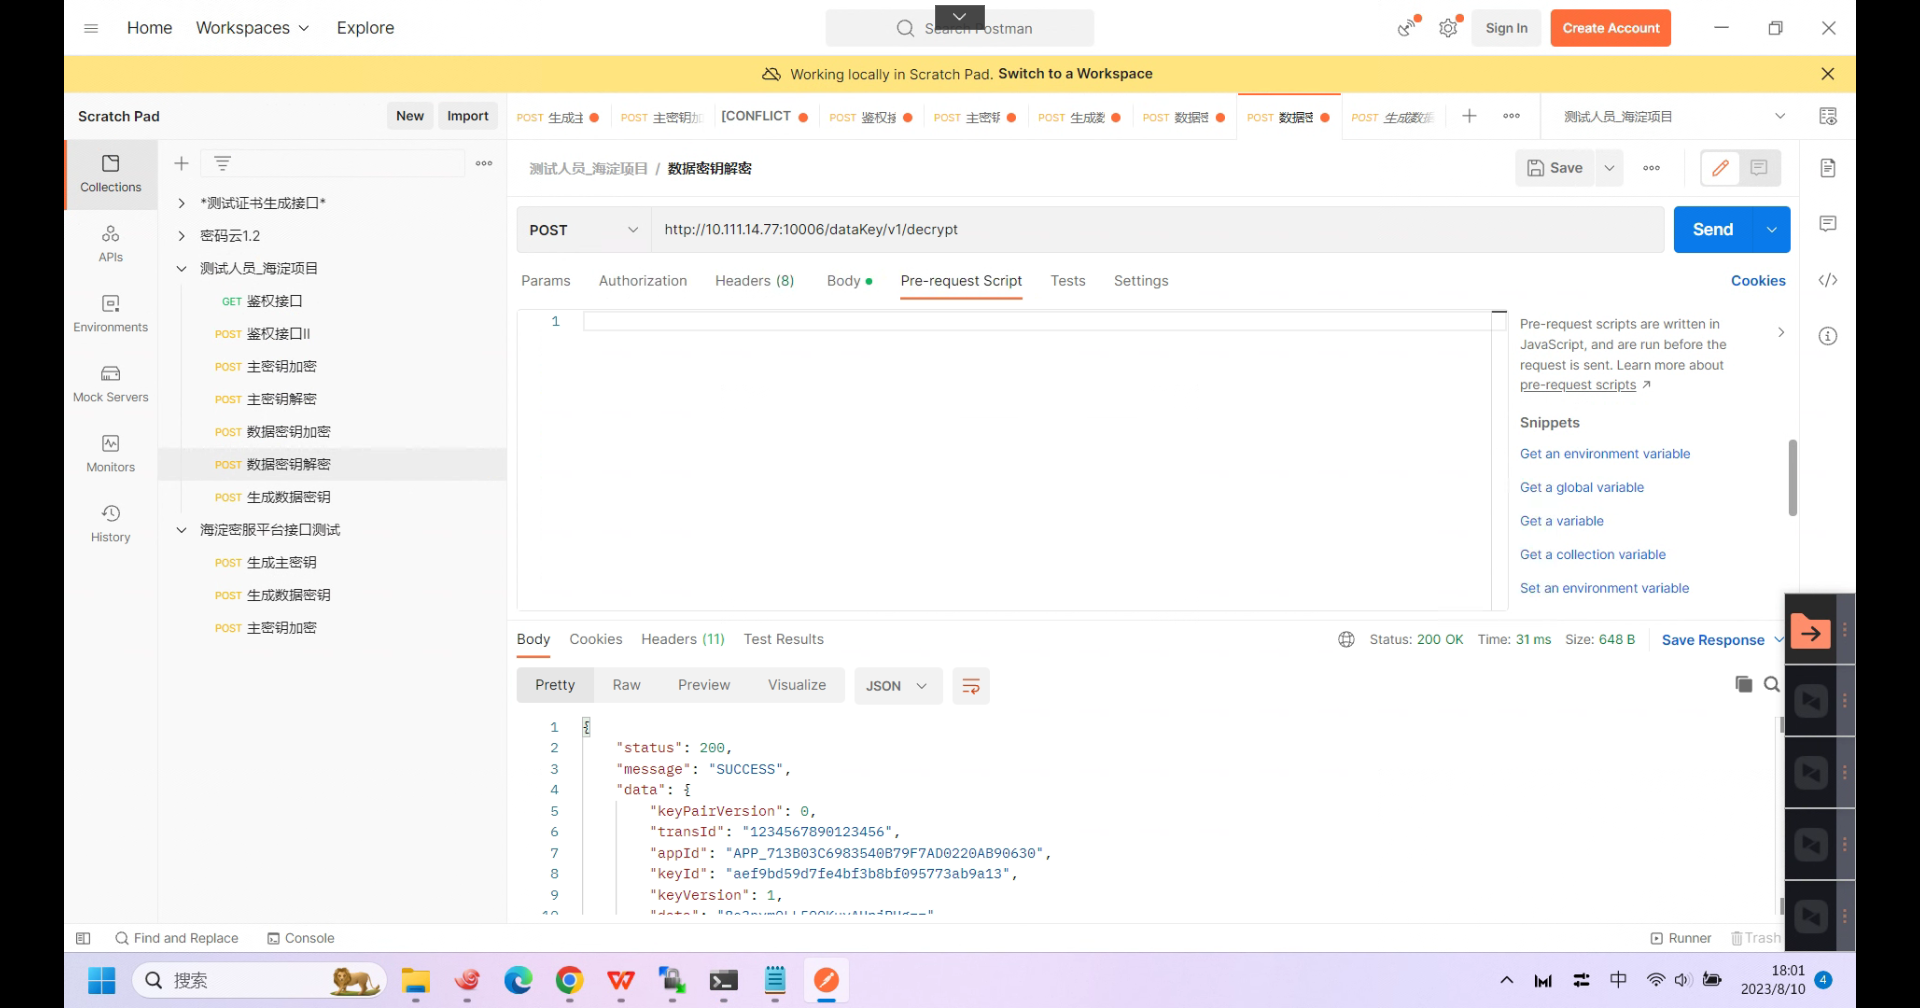 Home Workspaces Explore
Search Postman
Sign In Create Account
Working locally in Scratch Pad. Switch to a Workspace
Scratch Pad New Import
POST 生成主 POST 主密钥加 [CONFLICT POST 鉴权接 POST 主密钥 POST 生成数 POST 数据密 POST 数据密 POST 生成数据
测试人员_海淀项目
Collections
APIs
Environments
Mock Servers
Monitors
History
*测试证书生成接口*
密码云1.2
测试人员_海淀项目
GET 鉴权接口
POST 鉴权接口II
POST 主密钥加密
POST 主密钥解密
POST 数据密钥加密
POST 数据密钥解密
POST 生成数据密钥
海淀密服平台接口测试
POST 生成主密钥
POST 生成数据密钥
POST 主密钥加密
测试人员_海淀项目 / 数据密钥解密
Save
POST http://10.111.14.77:10006/dataKey/v1/decrypt
Send
Params Authorization Headers (8) Body Pre-request Script Tests Settings
Cookies
1
Pre-request scripts are written in
JavaScript, and are run before the
request is sent. Learn more about
pre-request scripts
Snippets
Get an environment variable
Get a global variable
Get a variable
Get a collection variable
Set an environment variable
Body Cookies Headers (11) Test Results
Status: 200 OK Time: 31 ms Size: 648 B Save Response
Pretty Raw Preview Visualize JSON
1 {
2 "status": 200,
3 "message": "SUCCESS",
4 "data": {
5 "keyPairVersion": 0,
6 "transId": "1234567890123456",
7 "appId": "APP_713B03C6983540B79F7AD0220AB90630",
8 "keyId": "aef9bd59d7fe4bf3b8bf095773ab9a13",
9 "keyVersion": 1,
Find and Replace Console
Runner Trash
搜索
中
18:01
2023/8/10
4